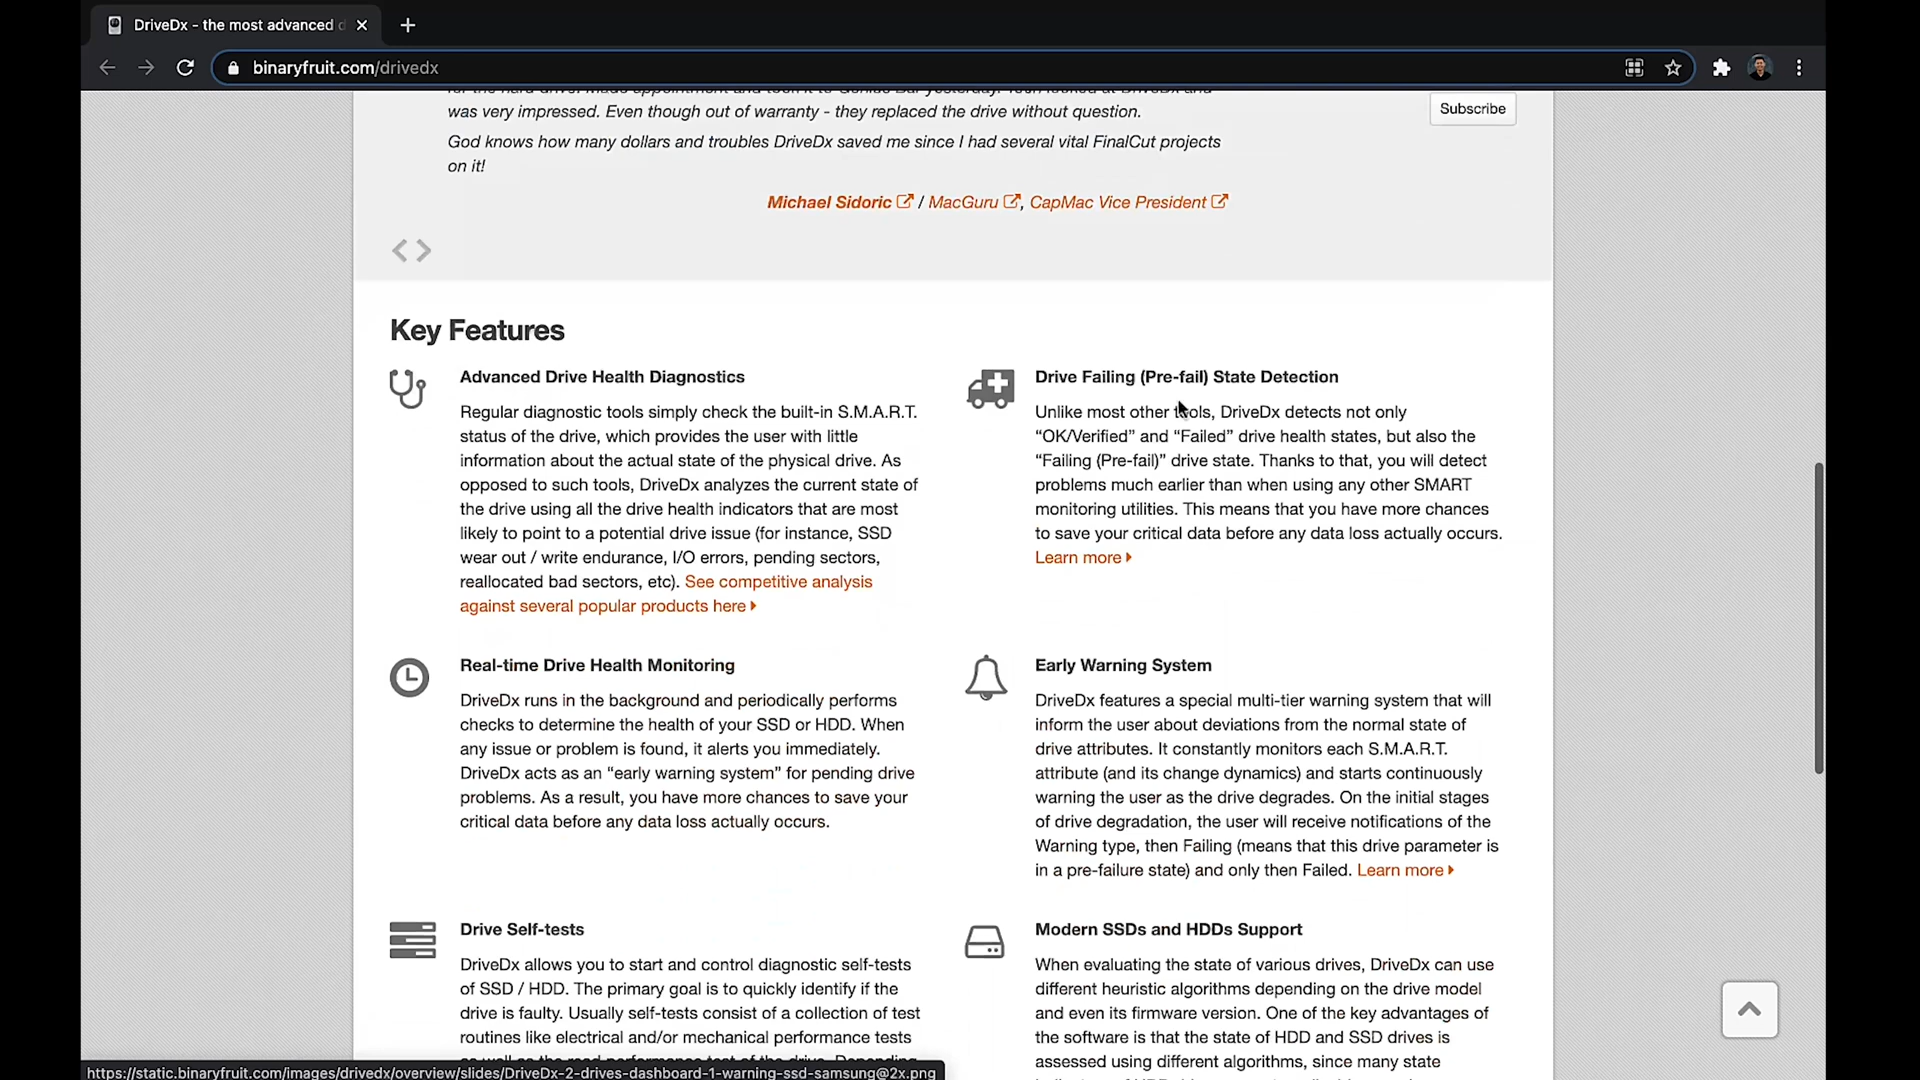 DriveDx - the most advanced d
binaryfruit.com/drivedx
was very impressed. Even though out of warranty - they replaced the drive without question.
Subscribe
God knows how many dollars and troubles DriveDx saved me since I had several vital FinalCut projects
on it!
Michael Sidoric / MacGuru , CapMac Vice President
Key Features
Advanced Drive Health Diagnostics
Regular diagnostic tools simply check the built-in S.M.A.R.T.
status of the drive, which provides the user with little
information about the actual state of the physical drive. As
opposed to such tools, DriveDx analyzes the current state of
the drive using all the drive health indicators that are most
likely to point to a potential drive issue (for instance, SSD
wear out / write endurance, I/O errors, pending sectors,
reallocated bad sectors, etc). See competitive analysis
against several popular products here
Drive Failing (Pre-fail) State Detection
Unlike most other tools, DriveDx detects not only
“OK/Verified” and “Failed” drive health states, but also the
“Failing (Pre-fail)” drive state. Thanks to that, you will detect
problems much earlier than when using any other SMART
monitoring utilities. This means that you have more chances
to save your critical data before any data loss actually occurs.
Learn more
Real-time Drive Health Monitoring
DriveDx runs in the background and periodically performs
checks to determine the health of your SSD or HDD. When
any issue or problem is found, it alerts you immediately.
DriveDx acts as an “early warning system” for pending drive
problems. As a result, you have more chances to save your
critical data before any data loss actually occurs.
Early Warning System
DriveDx features a special multi-tier warning system that will
inform the user about deviations from the normal state of
drive attributes. It constantly monitors each S.M.A.R.T.
attribute (and its change dynamics) and starts continuously
warning the user as the drive degrades. On the initial stages
of drive degradation, the user will receive notifications of the
Warning type, then Failing (means that this drive parameter is
in a pre-failure state) and only then Failed. Learn more
Drive Self-tests
DriveDx allows you to start and control diagnostic self-tests
of SSD / HDD. The primary goal is to quickly identify if the
drive is faulty. Usually self-tests consist of a collection of test
routines like electrical and/or mechanical performance tests
Modern SSDs and HDDs Support
When evaluating the state of various drives, DriveDx can use
different heuristic algorithms depending on the drive model
and even its firmware version. One of the key advantages of
the software is that the state of HDD and SSD drives is
assessed using different algorithms, since many state
https://static.binaryfruit.com/images/drivedx/overview/slides/DriveDx-2-drives-dashboard-1-warning-ssd-samsung@2x.png